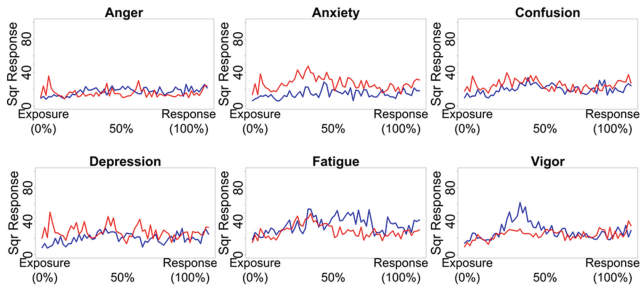 Anger
Anxiety
Confusion
Sqr Response
0 40 80
Sqr Response
0 40 80
Sqr Response
0 40 80
Exposure
(0%)
50%
Response
(100%)
Exposure
(0%)
50%
Response
(100%)
Exposure
(0%)
50%
Response
(100%)
Depression
Fatigue
Vigor
Sqr Response
0 40 80
Sqr Response
0 40 80
Sqr Response
0 40 80
Exposure
(0%)
50%
Response
(100%)
Exposure
(0%)
50%
Response
(100%)
Exposure
(0%)
50%
Response
(100%)